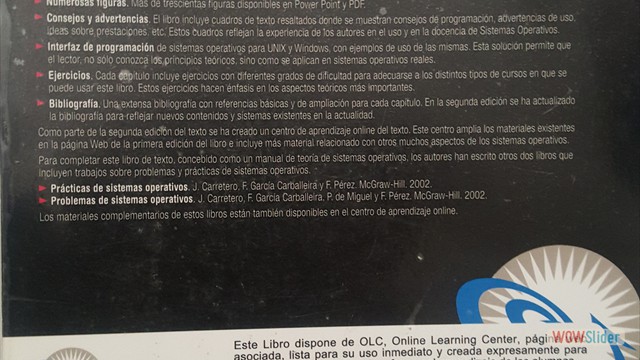 Numerosas figuras. Más de trescientas figuras disponibles en Power Point y PDF.
► Consejos y advertencias. El libro incluye cuadros de texto resaltados donde se muestran consejos de programación, advertencias de uso,
ideas sobre prestaciones, etc. Estos cuadros reflejan la experiencia de los autores en el uso y en la docencia de Sistemas Operativos.
► Interfaz de programación de sistemas operativos para UNIX y Windows, con ejemplos de uso de las mismas. Esta solución permite que
el lector, no sólo conozca los principios teóricos, sino como se aplican en sistemas operativos reales.
► Ejercicios. Cada capítulo incluye ejercicios con diferentes grados de dificultad para adecuarse a los distintos tipos de cursos en que se
puede usar este libro. Estos ejercicios hacen énfasis en los aspectos teóricos más importantes.
► Bibliografía. Una extensa bibliografía con referencias básicas y de ampliación para cada capítulo. En la segunda edición se ha actualizado
la bibliografía para reflejar nuevos contenidos y sistemas existentes en la actualidad.
Como parte de la segunda edición del texto se ha creado un centro de aprendizaje online del texto. Este centro amplia los materiales existentes
en la página Web de la primera edición del libro e incluye más material relacionado con otros muchos aspectos de los sistemas operativos.
Para completar este libro de texto, concebido como un manual de teoría de sistemas operativos, los autores han escrito otros dos libros que
incluyen trabajos sobre problemas y prácticas de sistemas operativos.
► Prácticas de sistemas operativos. J. Carretero, F. García Carballeira y F. Pérez. McGraw-Hill. 2002.
► Problemas de sistemas operativos. J. Carretero, F. García Carballeira, P. de Miguel y F. Pérez. McGraw-Hill. 2002.
Los materiales complementarios de estos libros están también disponibles en el centro de aprendizaje online.
Este Libro dispone de OLC, Online Learning Center, página
asociada, lista para su uso inmediato y creada expresamente para
WOWSlider